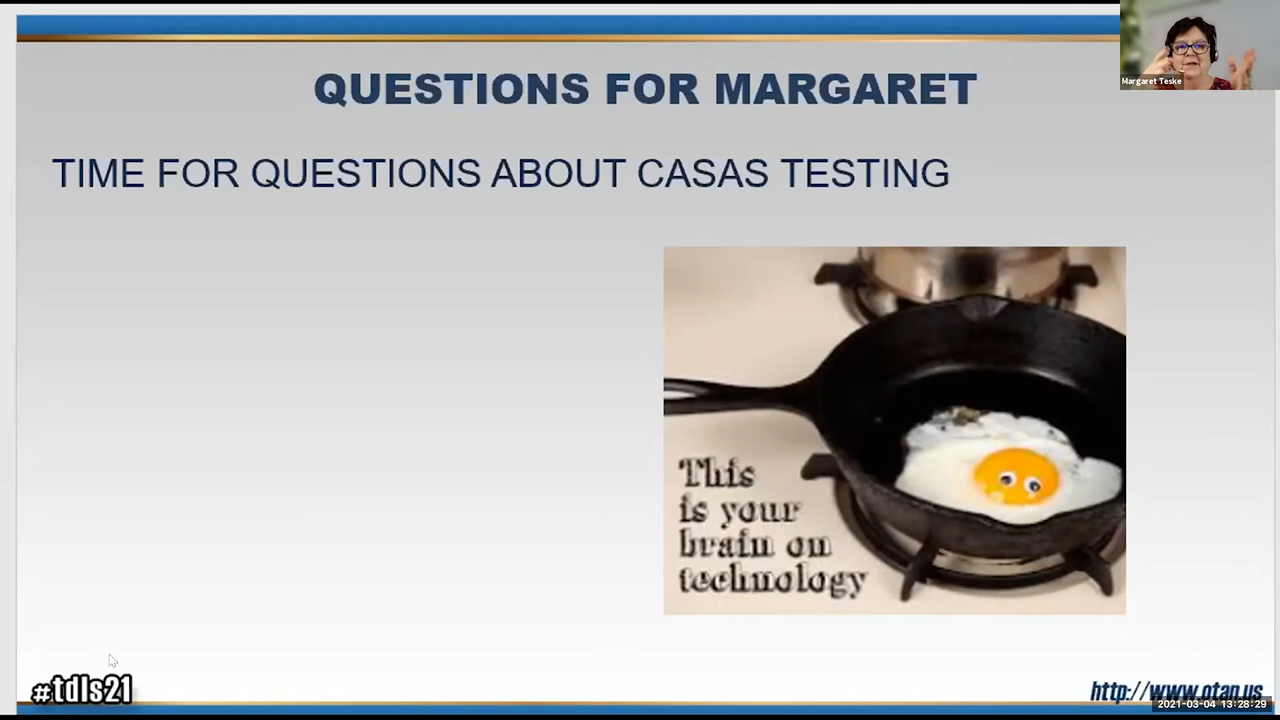 QUESTIONS FOR MARGARET
Margaret Teske
TIME FOR QUESTIONS ABOUT CASAS TESTING
This
is your
brain on
technology
#tdls21
http://www.otan.us
2021-03-04 13:28:29